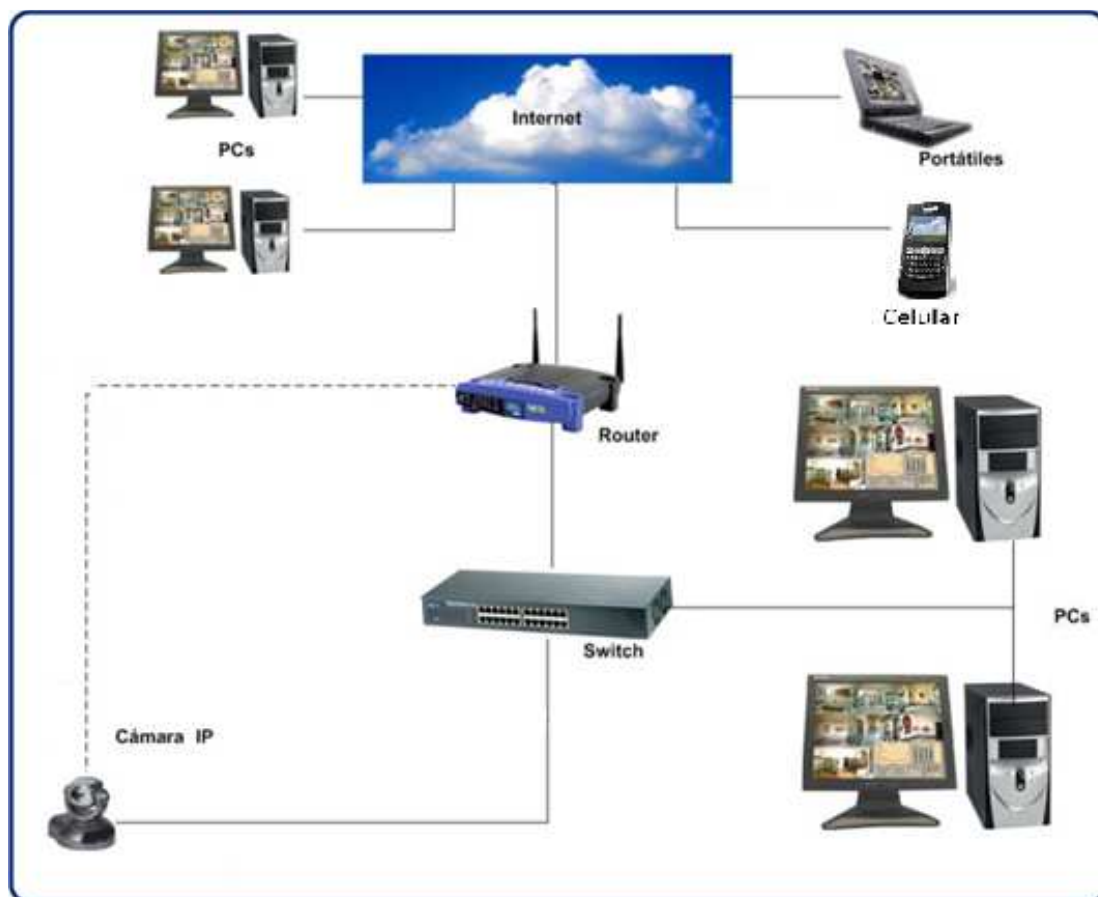 Internet
PCs
Portátiles
Celular
Router
Switch
PCs
Cámara IP